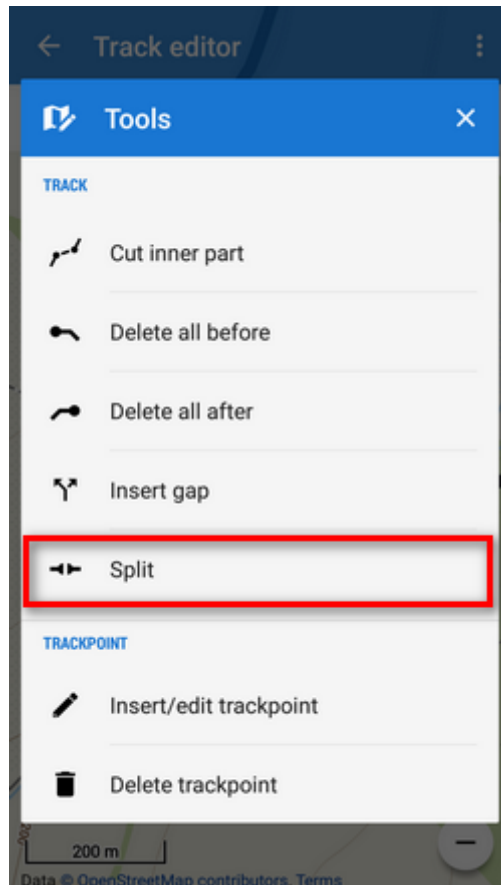 Track editor
Tools
TRACK
Cut inner part
Delete all before
Delete all after
Insert gap
Split
TRACKPOINT
Insert/edit trackpoint
Delete trackpoint
200
200 m
Data © OpenStreetMap contributors, Terms